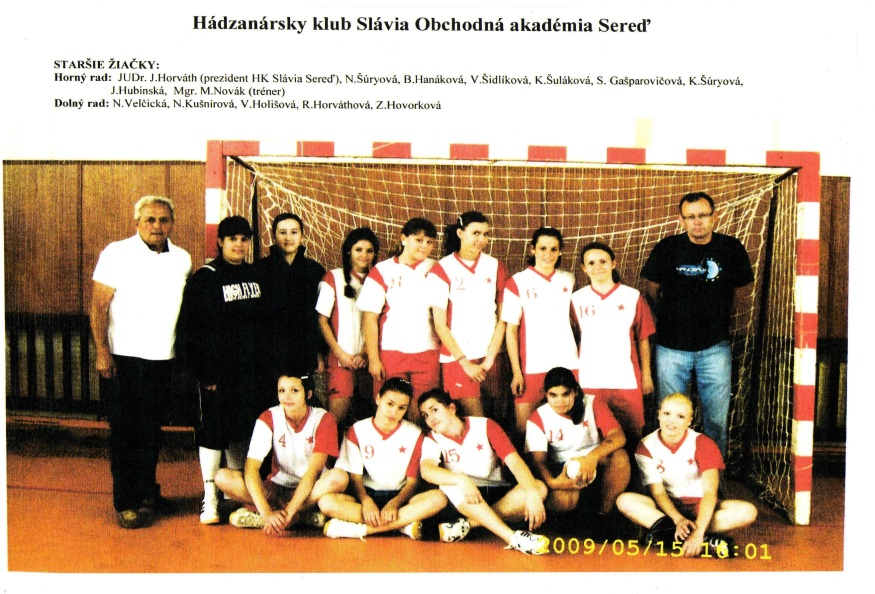 Hádzanársky klub Slávia Obchodná akadémia Sereď
STARŠIE ŽIAČKY:
Horný rad: JUDr. J.Horváth (prezident HK Slávia Sereď), N.Šúryová, B.Hanáková, V.Šidlíková, K.Šuláková, S. Gašparovičová, K.Šúryová,
J.Hubinská, Mgr. M.Novák (tréner)
Dolný rad: N.Velčická, N.Kušnírová, V.Holišová, R.Horváthová, Z.Hovorková
HIGH FLYER
2
6
16
4
9
15
14
2009/05/15 16:01